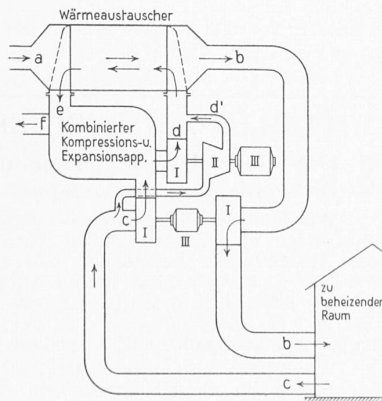 Wärmeaustauscher
a
b
e
f
d'
Kombinierter
Kompressions-u.
Expansionsapp.
d
I
II
III
c
I
III
I
zu
beheizender
Raum
b
c